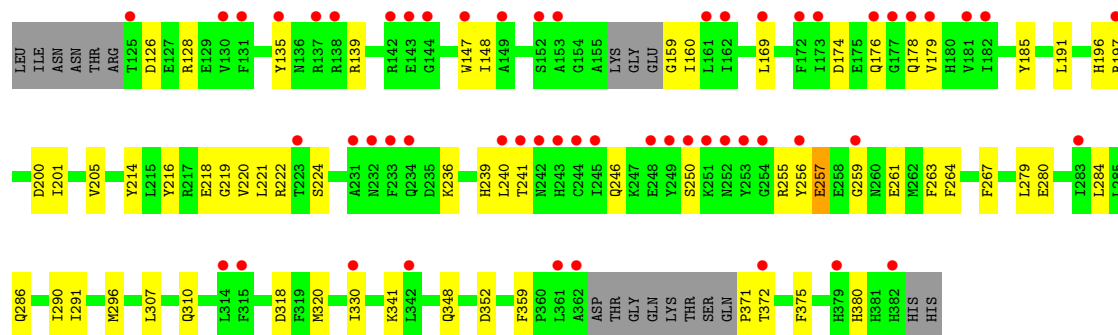 LEU ILE ASN ASN THR ARG T125 D126 E127 R128 E129 V130 F131 Y135 N136 R137 R138 R139 R142 E143 G144 W147 I148 A149 S152 A153 G154 A155 LYS GLY GLU G159 I160 L161 I162 L169 F172 I173 D174 E175 Q176 G177 Q178 V179 H180 V181 I182 Y185 L191 H196
D200 I201 V205 Y214 L215 Y216 R217 E218 G219 V220 L221 R222 T223 S224 A231 N232 F233 Q234 D235 K236 H239 L240 T241 N242 H243 C244 I245 Q246 K247 E248 Y249 S250 K251 N252 Y253 G254 R255 Y256 E257 E258 G259 N260 E261 M262 F263 F264 F267 L279 E280 I283 L284 I285
Q286 I290 I291 M296 L307 Q310 L314 F315 D318 F319 M320 I330 K341 L342 Q348 D352 F359 P360 L361 A362 ASP THR GLY GLN LYS THR SER GLN P371 T372 F375 H379 H380 H381 H382 HIS HIS